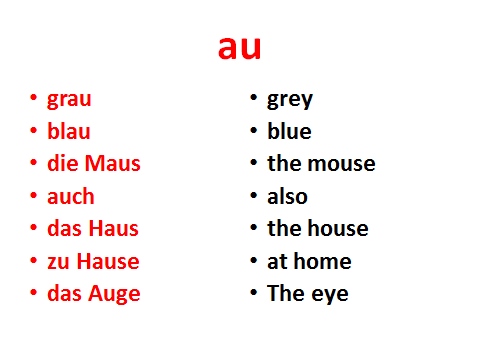 au
• grau
• blau
• die Maus
• auch
• das Haus
• zu Hause
• das Auge
• grey
• blue
• the mouse
• also
• the house
• at home
• The eye